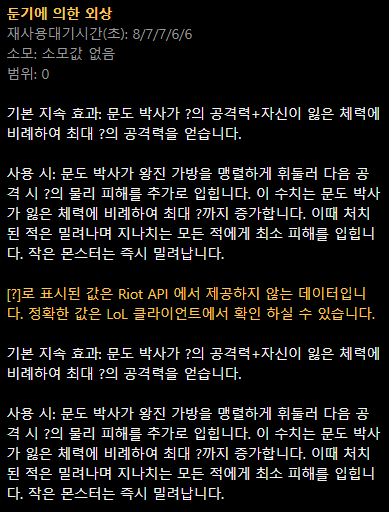 둔기에 의한 외상
재사용대기시간(초): 8/7/7/6/6
소모: 소모값 없음
범위: 0
기본 지속 효과: 문도 박사가 ?의 공격력+자신이 잃은 체력에
비례하여 최대 ?의 공격력을 얻습니다.
사용 시: 문도 박사가 왕진 가방을 맹렬하게 휘둘러 다음 공
격 시 ?의 물리 피해를 추가로 입힙니다. 이 수치는 문도 박사
가 잃은 체력에 비례하여 최대 ?까지 증가합니다. 이때 처치
된 적은 밀려나며 지나치는 모든 적에게 최소 피해를 입힙니
다. 작은 몬스터는 즉시 밀려납니다.
[?]로 표시된 값은 Riot API 에서 제공하지 않는 데이터입니
다. 정확한 값은 LoL 클라이언트에서 확인 하실 수 있습니다.
기본 지속 효과: 문도 박사가 ?의 공격력+자신이 잃은 체력에
비례하여 최대 ?의 공격력을 얻습니다.
사용 시: 문도 박사가 왕진 가방을 맹렬하게 휘둘러 다음 공
격 시 ?의 물리 피해를 추가로 입힙니다. 이 수치는 문도 박사
가 잃은 체력에 비례하여 최대 ?까지 증가합니다. 이때 처치
된 적은 밀려나며 지나치는 모든 적에게 최소 피해를 입힙니
다. 작은 몬스터는 즉시 밀려납니다.